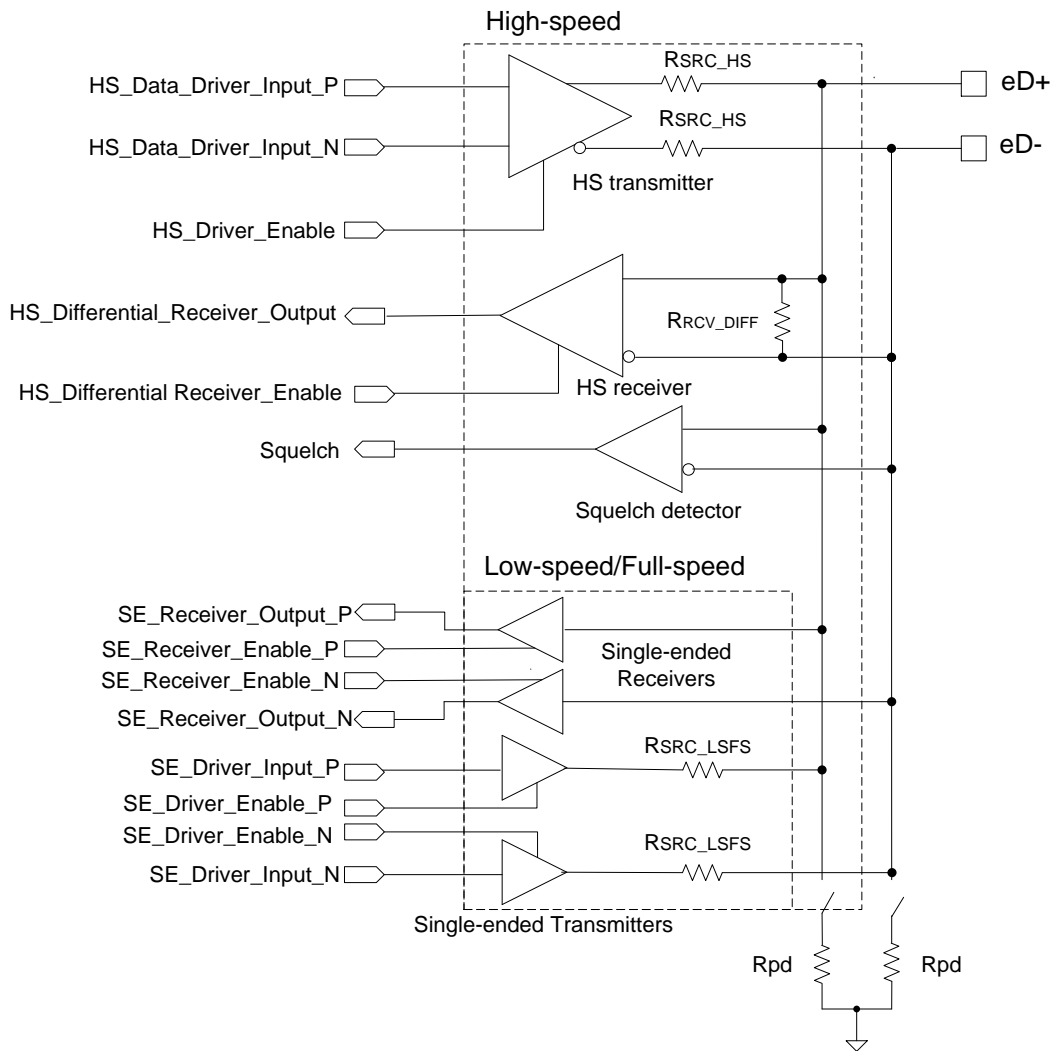 High-speed
HS_Data_Driver_Input_P
RSRC_HS
eD+
RSRC_HS
HS_Data_Driver_Input_N
eD-
HS transmitter
HS_Driver_Enable
HS_Differential_Receiver_Output
RRCV_DIFF
HS receiver
HS_Differential Receiver_Enable
Squelch
Squelch detector
Low-speed/Full-speed
SE_Receiver_Output_P
SE_Receiver_Enable_P
Single-ended
Receivers
SE_Receiver_Enable_N
SE_Receiver_Output_N
RSRC_LSFS
SE_Driver_Input_P
SE_Driver_Enable_P
SE_Driver_Enable_N
RSRC_LSFS
SE_Driver_Input_N
Single-ended Transmitters
Rpd
Rpd